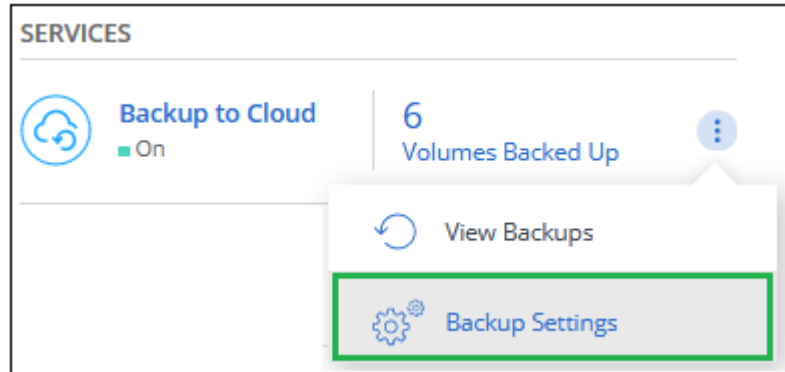 SERVICES
Backup to Cloud
On
6
Volumes Backed Up
View Backups
Backup Settings